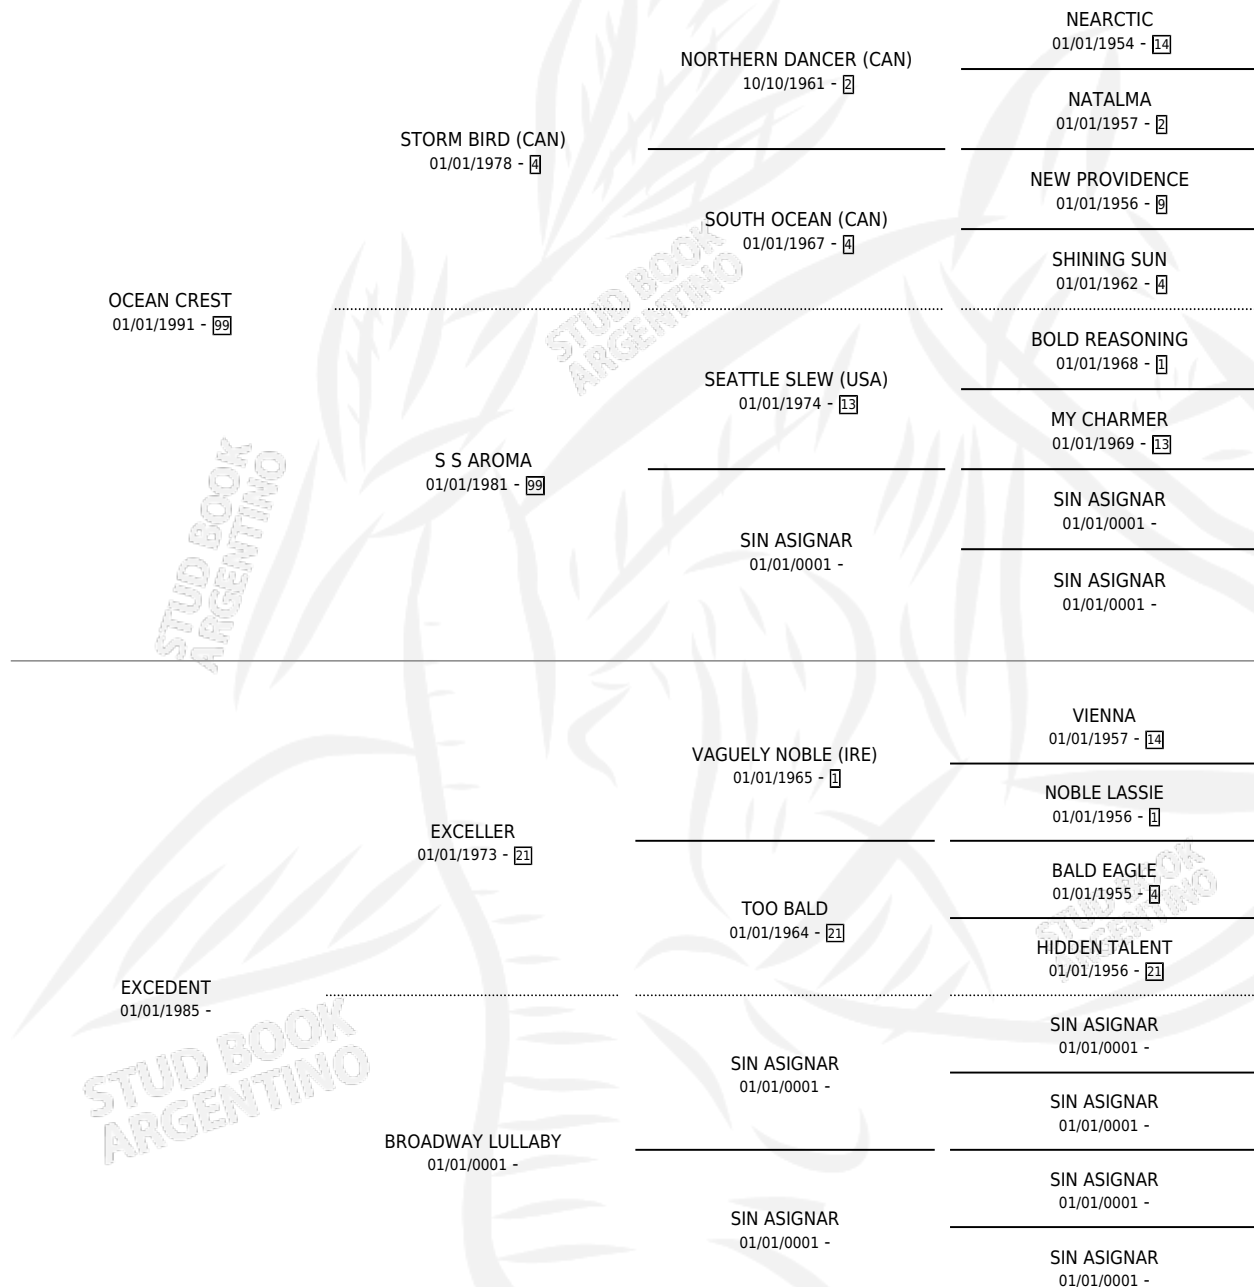 NEARCTIC
01/01/1954 - 14
NORTHERN DANCER (CAN)
10/10/1961 - 2
NATALMA
01/01/1957 - 2
STORM BIRD (CAN)
01/01/1978 - 4
NEW PROVIDENCE
01/01/1956 - 9
SOUTH OCEAN (CAN)
01/01/1967 - 4
SHINING SUN
01/01/1962 - 4
OCEAN CREST
01/01/1991 - 99
BOLD REASONING
01/01/1968 - 1
SEATTLE SLEW (USA)
01/01/1974 - 13
MY CHARMER
01/01/1969 - 13
S S AROMA
01/01/1981 - 99
SIN ASIGNAR
01/01/0001 -
SIN ASIGNAR
01/01/0001 -
SIN ASIGNAR
01/01/0001 -
VIENNA
01/01/1957 - 14
VAGUELY NOBLE (IRE)
01/01/1965 - 1
NOBLE LASSIE
01/01/1956 - 1
EXCELLER
01/01/1973 - 21
BALD EAGLE
01/01/1955 - 4
TOO BALD
01/01/1964 - 21
HIDDEN TALENT
01/01/1956 - 21
EXCEDENT
01/01/1985 -
SIN ASIGNAR
01/01/0001 -
SIN ASIGNAR
01/01/0001 -
SIN ASIGNAR
01/01/0001 -
BROADWAY LULLABY
01/01/0001 -
SIN ASIGNAR
01/01/0001 -
SIN ASIGNAR
01/01/0001 -
SIN ASIGNAR
01/01/0001 -
STUD BOOK
ARGENTINO
STUD BOOK
ARGENTINO
STUD BOOK
ARGENTINO
STUD BOOK
ARGENTINO